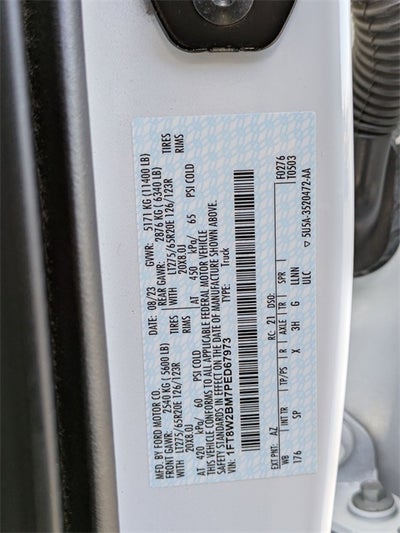 MFD. BY FORD MOTOR CO.
DATE: 08/23 GVWR: 5171 KG (11400 LB)
FRONT GAWR: 2540 KG (5600 LB) REAR GAWR: 2876 KG (6340 LB)
LT275/65R20E 126/123R TIRES WITH LT275/65R20E 126/123R TIRES
20X8.0J RIMS 20X8.0J RIMS
AT 420 kPa/ 60 PSI COLD AT 450 kPa/ 65 PSI COLD
THIS VEHICLE CONFORMS TO ALL APPLICABLE FEDERAL MOTOR VEHICLE
SAFETY STANDARDS IN EFFECT ON THE DATE OF MANUFACTURE SHOWN ABOVE.
VIN: 1FT8W2BM7PED67973 Truck
F0276
T0503
EXT PNT: AZ RC: 21 DSO:
WB INT TR TP/PS R AXLE TR SPR
176 SP X 3H G LLNN
ULC
5U5A-3520472-AA